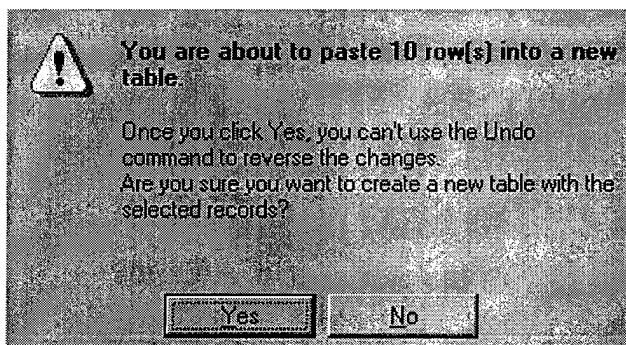 You are about to paste 10 row(s) into a new
table.
Once you click Yes, you can't use the Undo
command to reverse the changes.
Are you sure you want to create a new table with the
selected records?
Yes
No